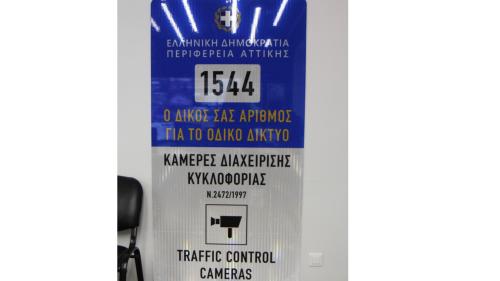 ΕΛΛΗΝΙΚΗ ΔΗΜΟΚΡΑΤΙΑ
ΠΕΡΙΦΕΡΕΙΑ ΑΤΤΙΚΗΣ
1544
Ο ΔΙΚΟΣ ΣΑΣ ΑΡΙΘΜΟΣ
ΓΙΑ ΤΟ ΟΔΙΚΟ ΔΙΚΤΥΟ
ΚΑΜΕΡΕΣ ΔΙΑΧΕΙΡΙΣΗΣ
ΚΥΚΛΟΦΟΡΙΑΣ
Ν.2472/1997
TRAFFIC CONTROL
CAMERAS